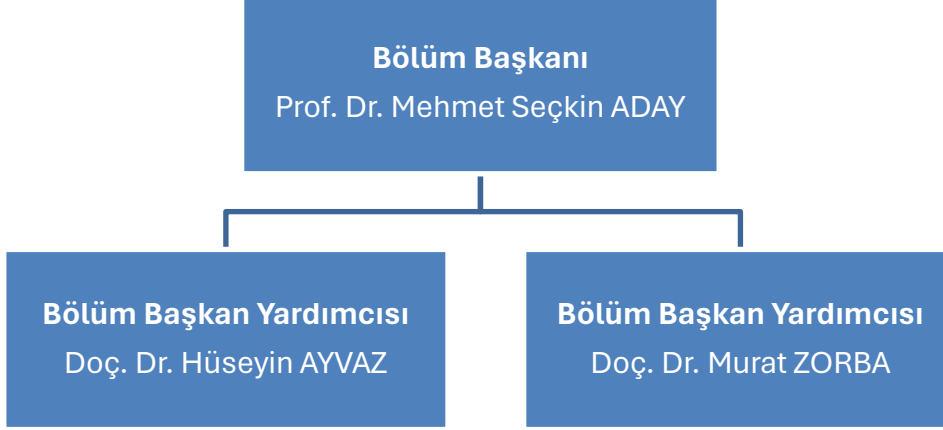 Bölüm Başkanı
Prof. Dr. Mehmet Seçkin ADAY
Bölüm Başkan Yardımcısı
Doç. Dr. Hüseyin AYVAZ
Bölüm Başkan Yardımcısı
Doç. Dr. Murat ZORBA